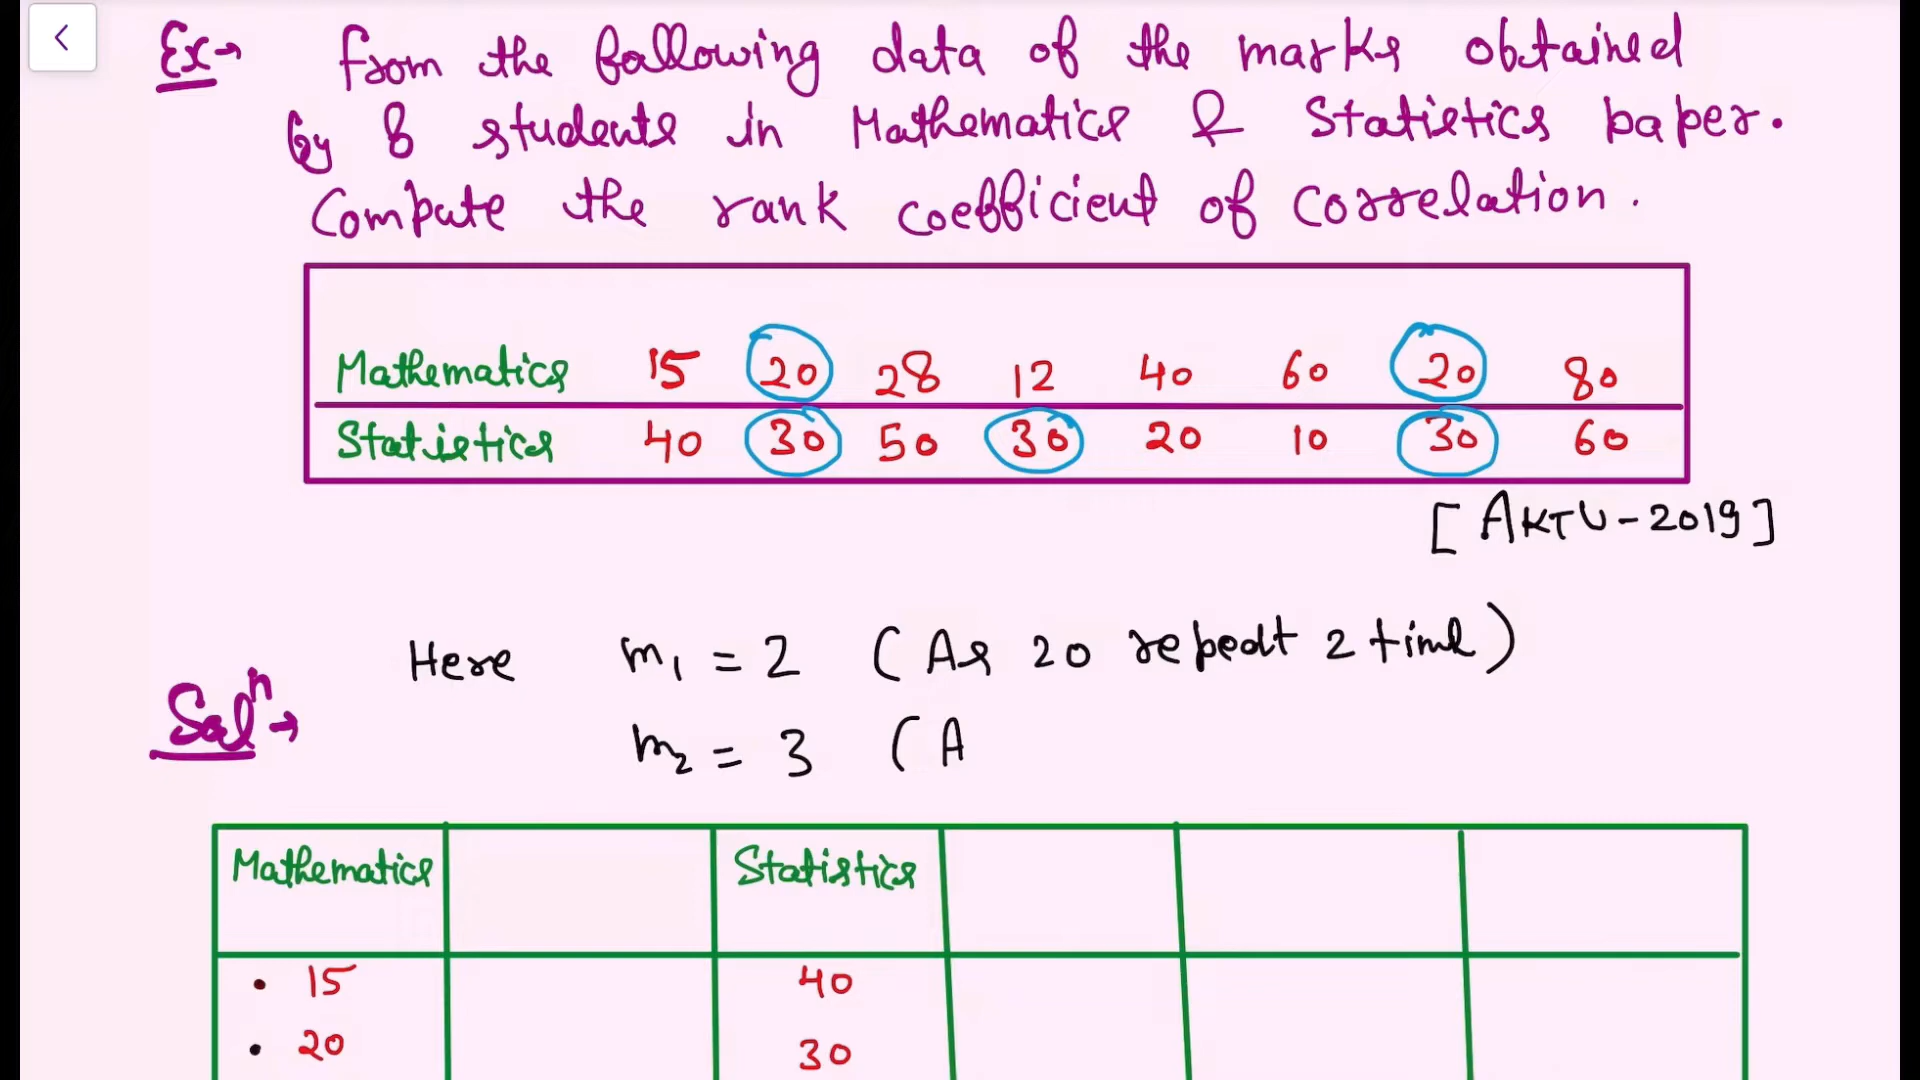 Ex→ From the following data of the marks obtained
by 8 students in Mathematics & Statistics paper.
Compute the rank coefficient of correlation.
Mathematics 15 20 28 12 40 60 20 80
Statistics 40 30 50 30 20 10 30 60
[AKTU-2019]
Here m₁ = 2 (As 20 repeat 2 time)
Solⁿ→
m₂ = 3 (A
Mathematics Statistics
• 15 40
• 20 30